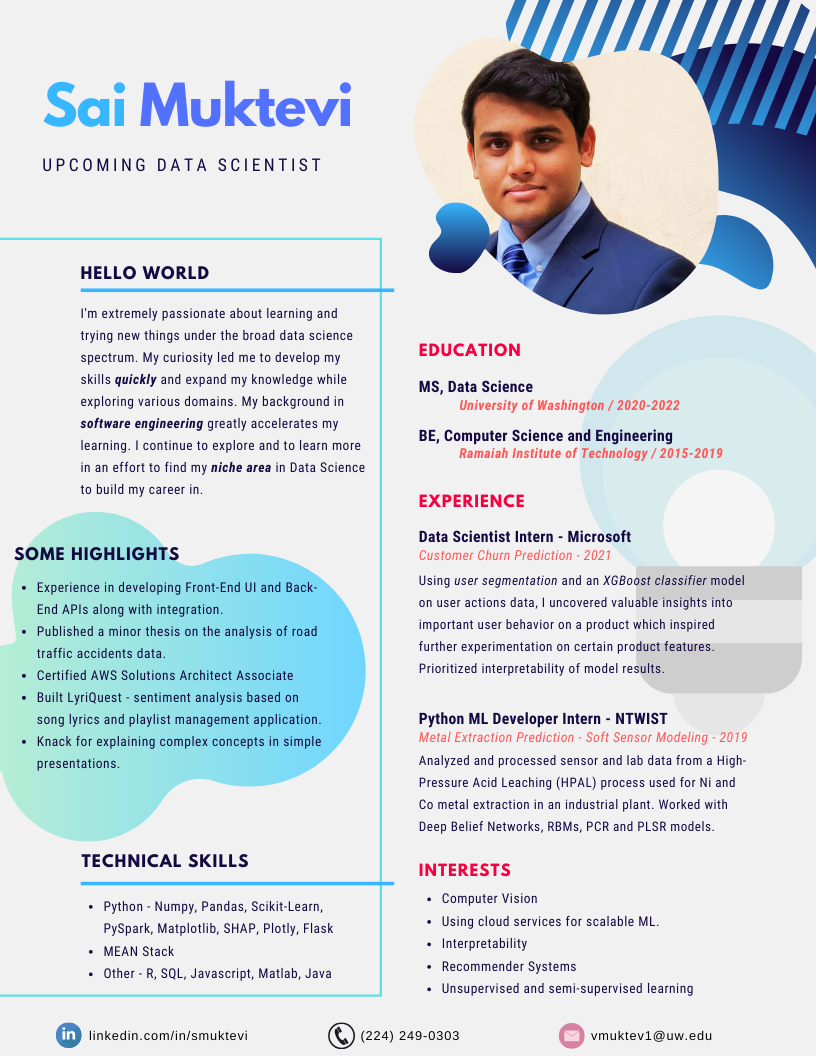 Sai Muktevi
UPCOMING DATA SCIENTIST
HELLO WORLD
I'm extremely passionate about learning and
trying new things under the broad data science
spectrum. My curiosity led me to develop my
skills quickly and expand my knowledge while
exploring various domains. My background in
software engineering greatly accelerates my
learning. I continue to explore and to learn more
in an effort to find my niche area in Data Science
to build my career in.
SOME HIGHLIGHTS
• Experience in developing Front-End UI and Back-
End APIs along with integration.
• Published a minor thesis on the analysis of road
traffic accidents data.
• Certified AWS Solutions Architect Associate
• Built LyriQuest - sentiment analysis based on
song lyrics and playlist management application.
• Knack for explaining complex concepts in simple
presentations.
TECHNICAL SKILLS
• Python - Numpy, Pandas, Scikit-Learn,
PySpark, Matplotlib, SHAP, Plotly, Flask
• MEAN Stack
• Other - R, SQL, Javascript, Matlab, Java
EDUCATION
MS, Data Science
University of Washington / 2020-2022
BE, Computer Science and Engineering
Ramaiah Institute of Technology / 2015-2019
EXPERIENCE
Data Scientist Intern - Microsoft
Customer Churn Prediction - 2021
Using user segmentation and an XGBoost classifier model
on user actions data, I uncovered valuable insights into
important user behavior on a product which inspired
further experimentation on certain product features.
Prioritized interpretability of model results.
Python ML Developer Intern - NTWIST
Metal Extraction Prediction - Soft Sensor Modeling - 2019
Analyzed and processed sensor and lab data from a High-
Pressure Acid Leaching (HPAL) process used for Ni and
Co metal extraction in an industrial plant. Worked with
Deep Belief Networks, RBMs, PCR and PLSR models.
INTERESTS
• Computer Vision
• Using cloud services for scalable ML.
• Interpretability
• Recommender Systems
• Unsupervised and semi-supervised learning
in linkedin.com/in/smuktevi
(224) 249-0303
vmuktev1@uw.edu